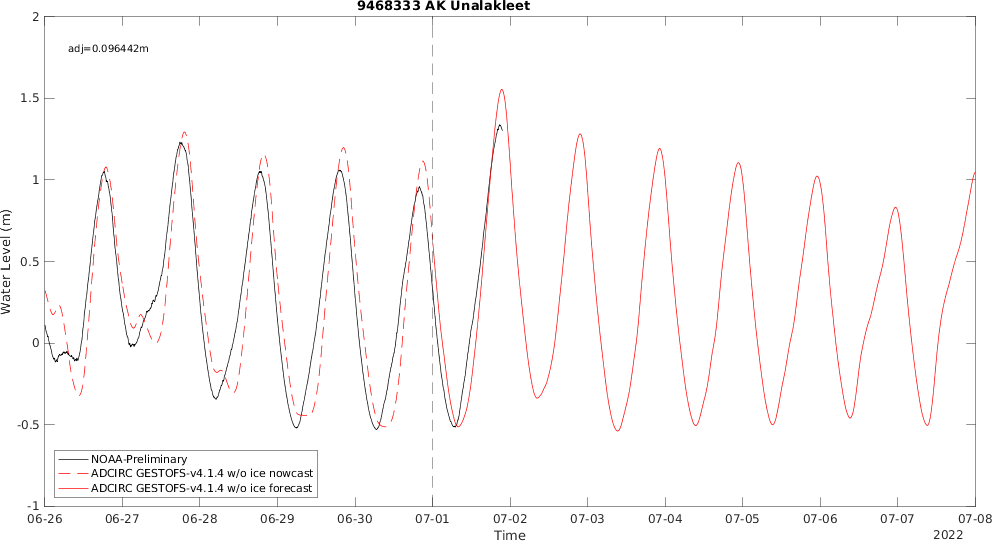 9468333 AK Unalakleet
adj=0.096442m
Water Level (m)
2
1.5
1
0.5
0
-0.5
-1
NOAA-Preliminary
ADCIRC GESTOFS-v4.1.4 w/o ice nowcast
ADCIRC GESTOFS-v4.1.4 w/o ice forecast
06-26 06-27 06-28 06-29 06-30 07-01 07-02 07-03 07-04 07-05 07-06 07-07 07-08
Time
2022